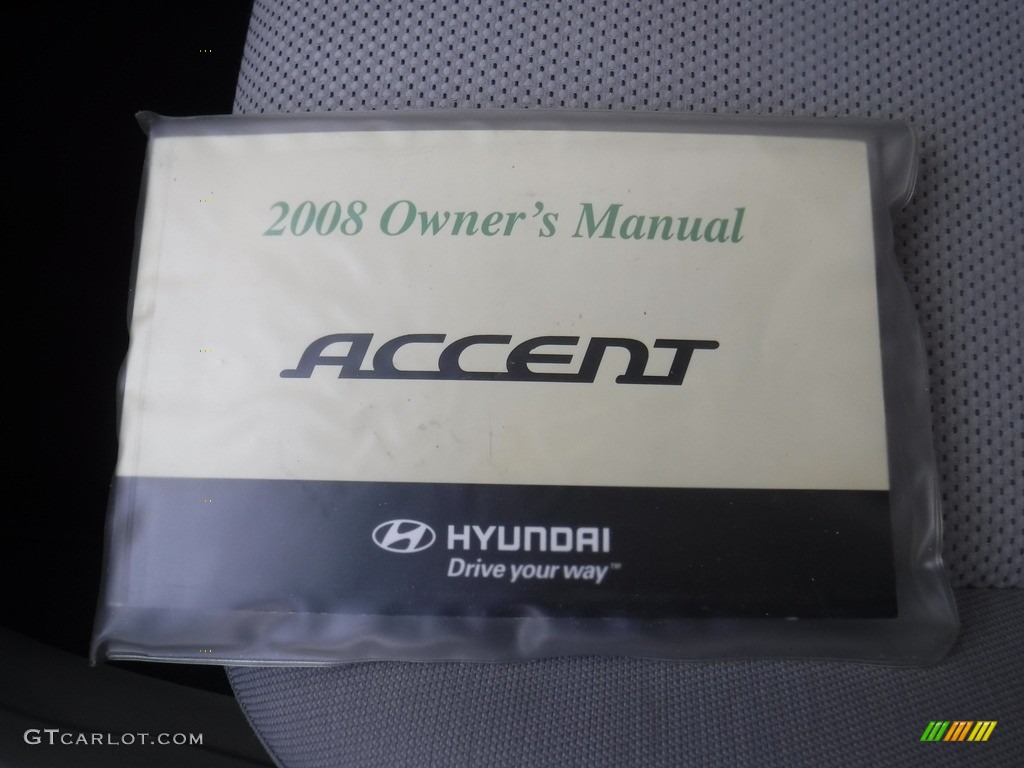 2008 Owner's Manual
ACCENT
HYUNDAI
Drive your way™
GTCARLOT.COM